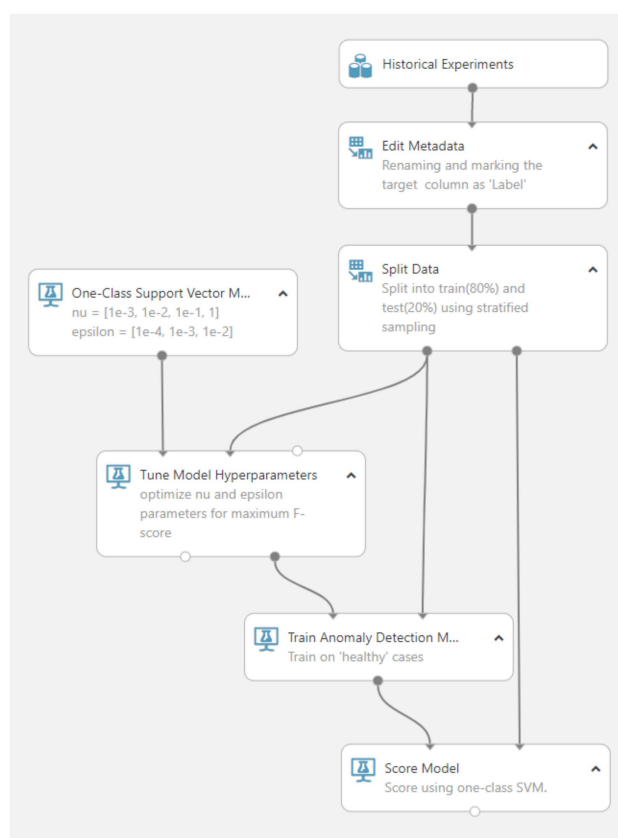 Historical Experiments
Edit Metadata
Renaming and marking the
target column as 'Label'
Split Data
Split into train(80%) and
test(20%) using stratified
sampling
One-Class Support Vector M...
nu = [1e-3, 1e-2, 1e-1, 1]
epsilon = [1e-4, 1e-3, 1e-2]
Tune Model Hyperparameters
optimize nu and epsilon
parameters for maximum F-
score
Train Anomaly Detection M...
Train on 'healthy' cases
Score Model
Score using one-class SVM.